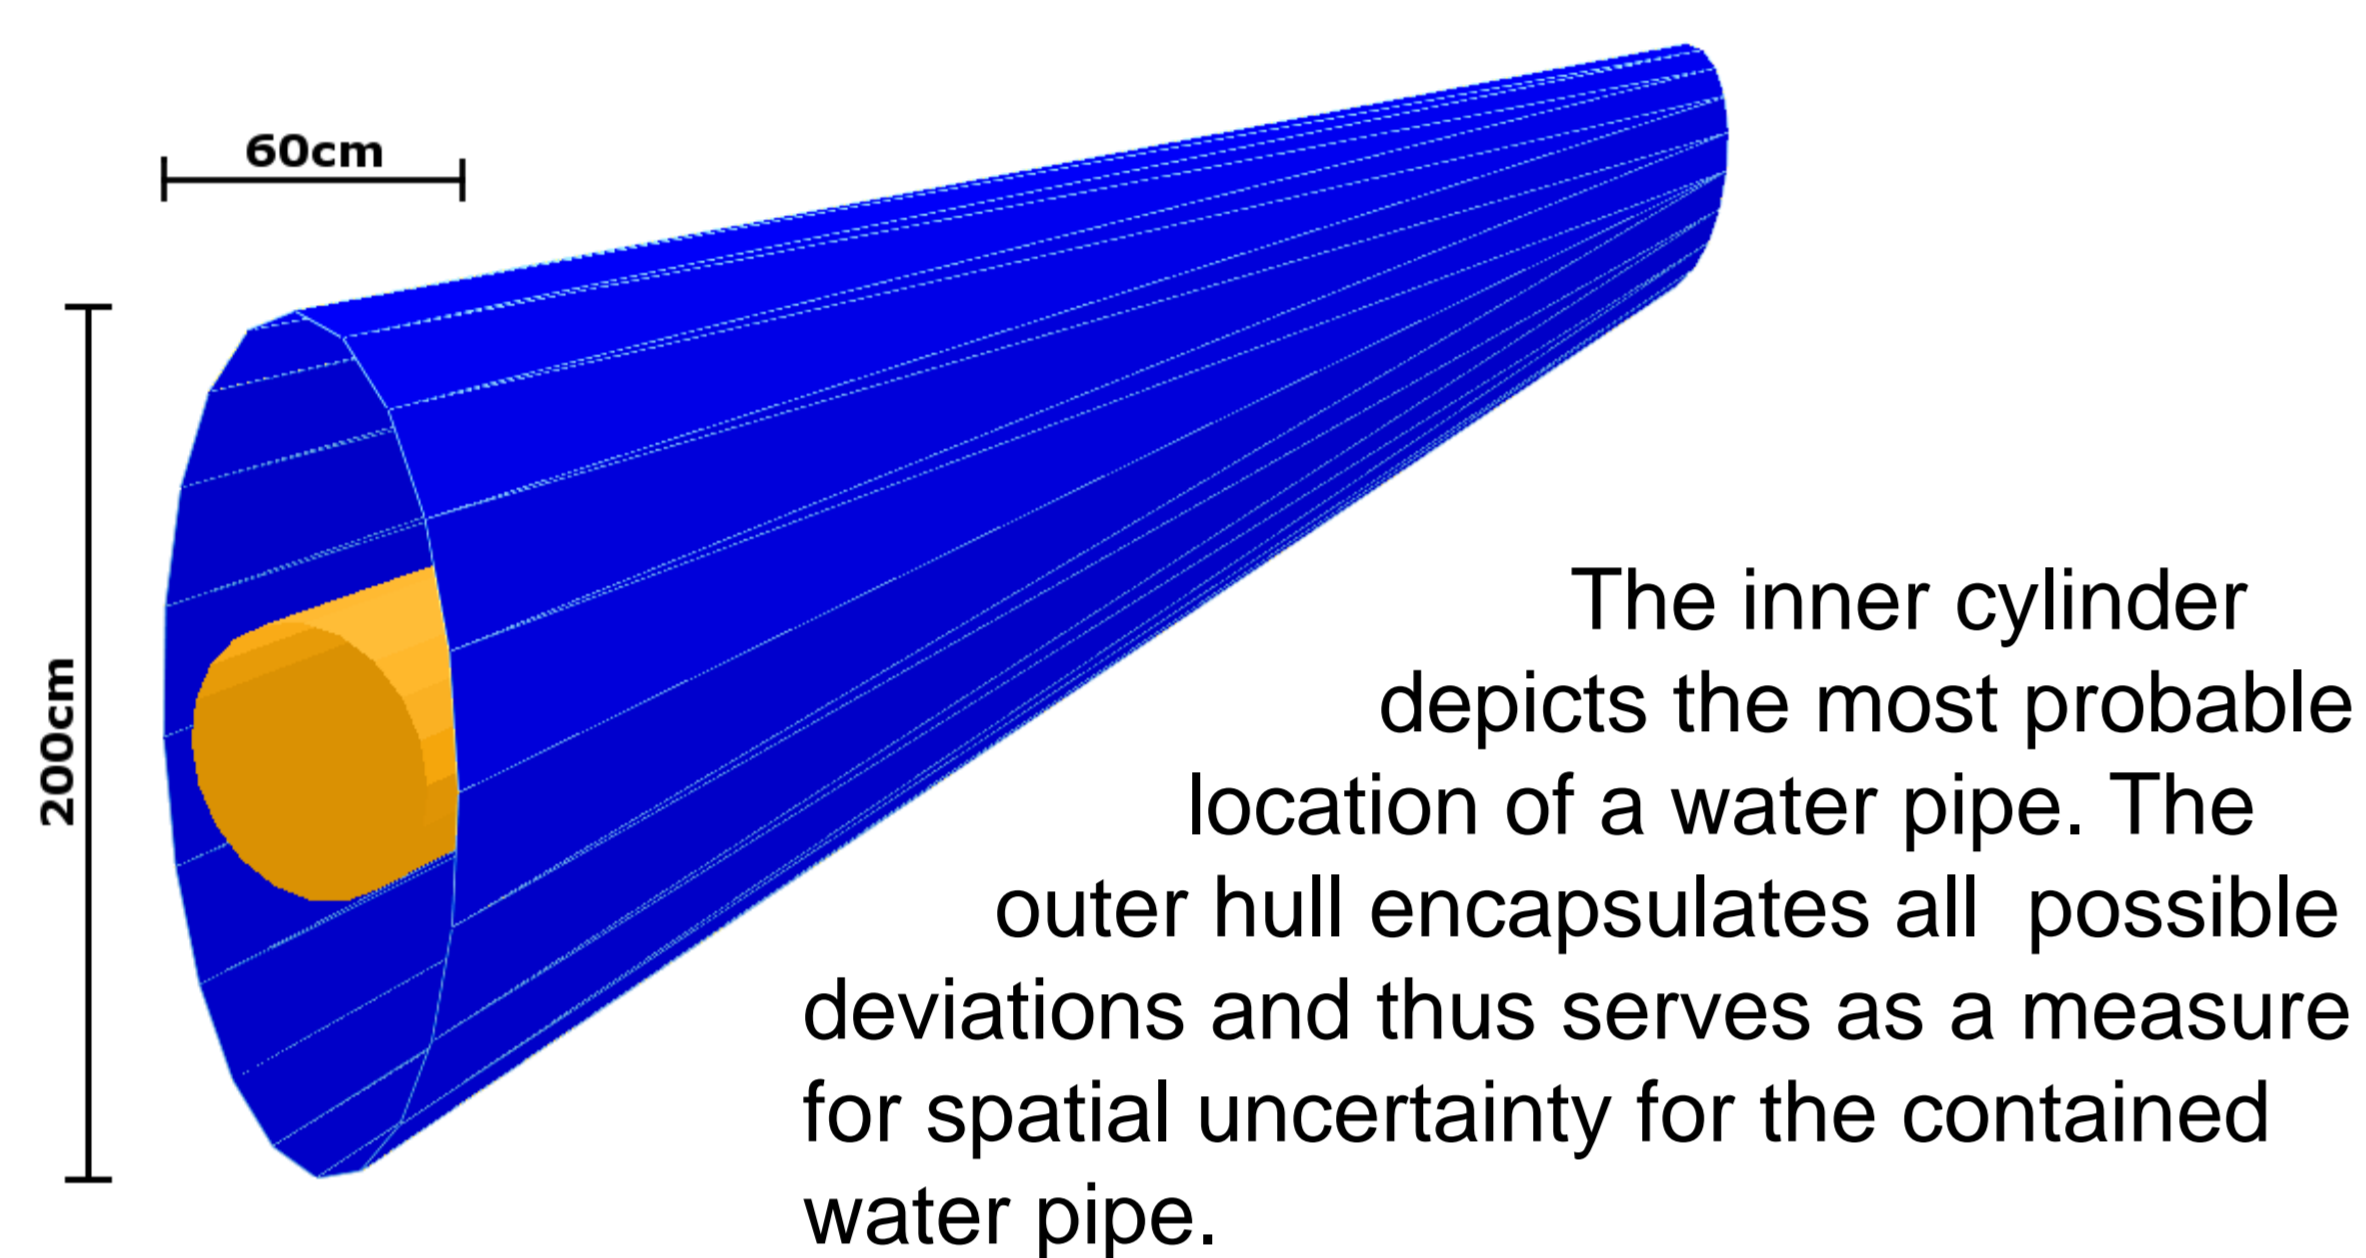 60cm
200cm
The inner cylinder
depicts the most probable
location of a water pipe. The
outer hull encapsulates all  possible
deviations and thus serves as a measure
for spatial uncertainty for the contained
water pipe.